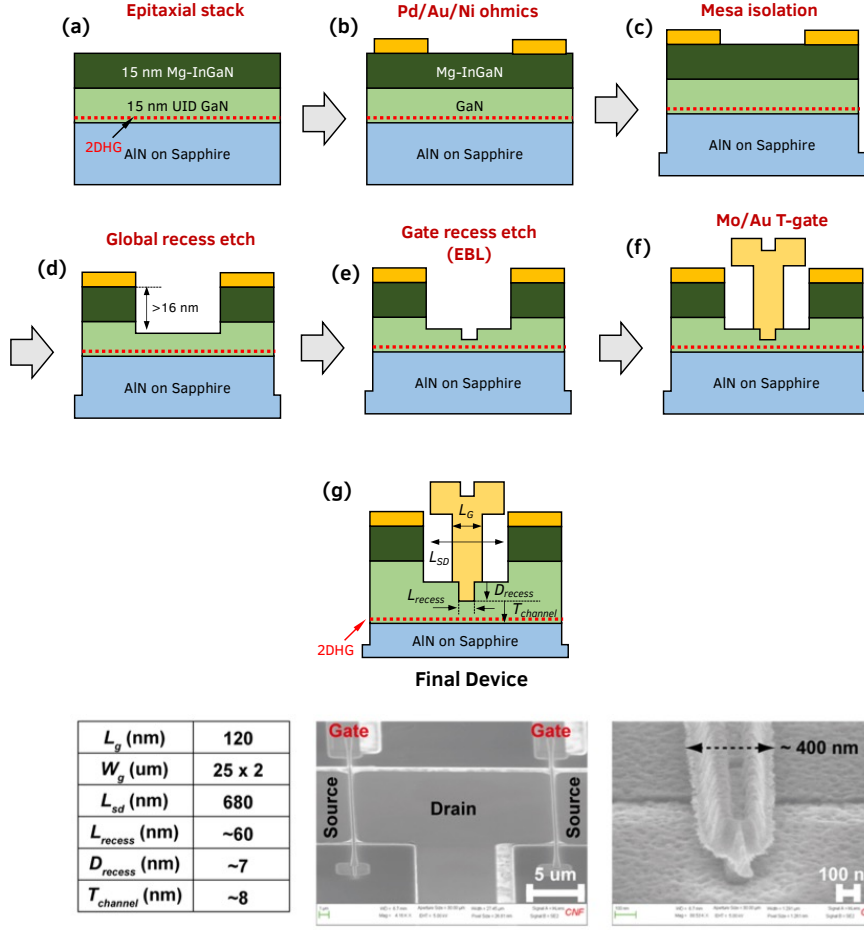 Epitaxial stack
(a)
15 nm Mg-InGaN
15 nm UID GaN
2DHG
AlN on Sapphire
Pd/Au/Ni ohmics
(b)
Mg-InGaN
GaN
AlN on Sapphire
Mesa isolation
(c)
AlN on Sapphire
Global recess etch
(d)
>16 nm
AlN on Sapphire
Gate recess etch
(EBL)
(e)
AlN on Sapphire
Mo/Au T-gate
(f)
AlN on Sapphire
(g)
L_G
L_SD
L_recess
D_recess
T_channel
2DHG
AlN on Sapphire
Final Device
L_g (nm) 120
W_g (um) 25 x 2
L_sd (nm) 680
L_recess (nm) ~60
D_recess (nm) ~7
T_channel (nm) ~8
Gate Gate
Source Drain Source
5 um
CNF
~ 400 nm
100 n